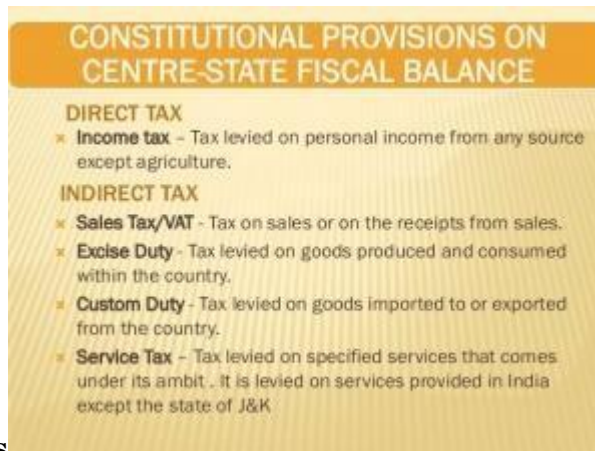 CONSTITUTIONAL PROVISIONS ON
CENTRE-STATE FISCAL BALANCE
DIRECT TAX
Income tax – Tax levied on personal income from any source
except agriculture.
INDIRECT TAX
Sales Tax/VAT - Tax on sales or on the receipts from sales.
Excise Duty - Tax levied on goods produced and consumed
within the country.
Custom Duty - Tax levied on goods imported to or exported
from the country.
Service Tax – Tax levied on specified services that comes
under its ambit . It is levied on services provided in India
except the state of J&K
s